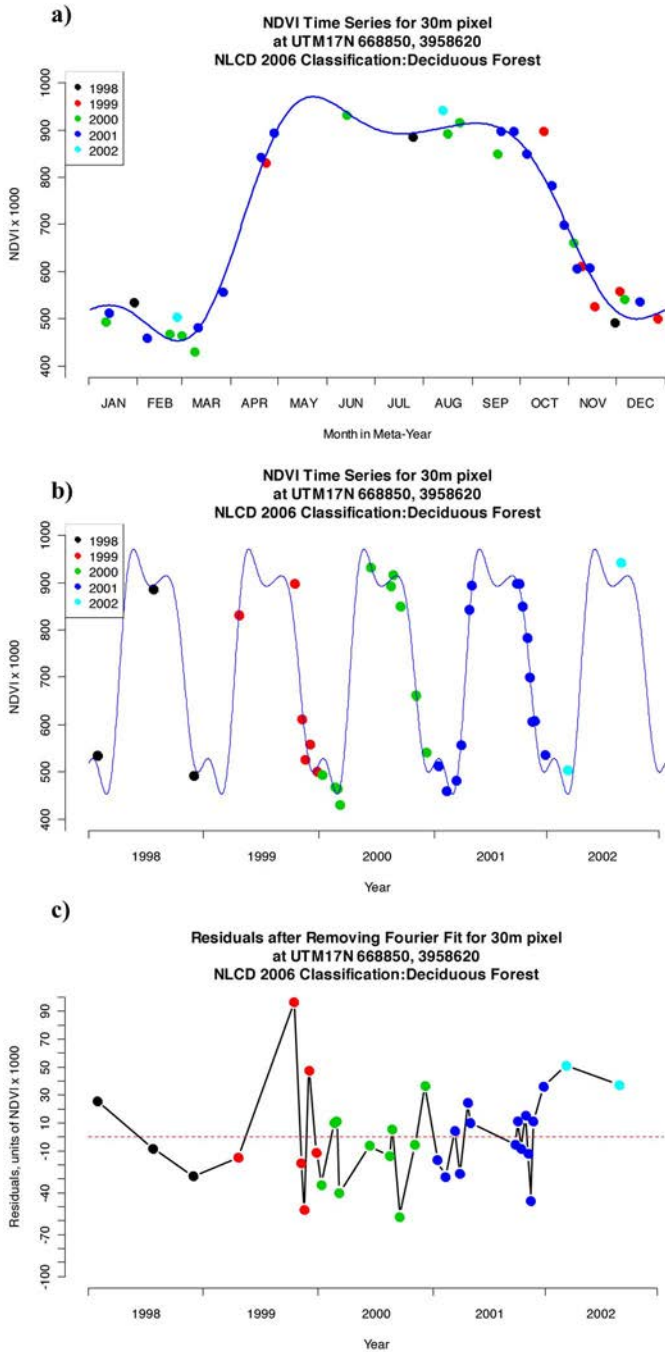 a)
NDVI Time Series for 30m pixel
at UTM17N 668850, 3958620
NLCD 2006 Classification:Deciduous Forest
1998
1999
2000
2001
2002
NDVI x 1000
1000
900
800
700
600
500
400
JAN FEB MAR APR MAY JUN JUL AUG SEP OCT NOV DEC
Month in Meta-Year
b)
NDVI Time Series for 30m pixel
at UTM17N 668850, 3958620
NLCD 2006 Classification:Deciduous Forest
1998
1999
2000
2001
2002
NDVI x 1000
1000
900
800
700
600
500
400
1998 1999 2000 2001 2002
Year
c)
Residuals after Removing Fourier Fit for 30m pixel
at UTM17N 668850, 3958620
NLCD 2006 Classification:Deciduous Forest
Residuals, units of NDVI x 1000
90
70
50
30
10
-10
-40
-70
-100
1998 1999 2000 2001 2002
Year